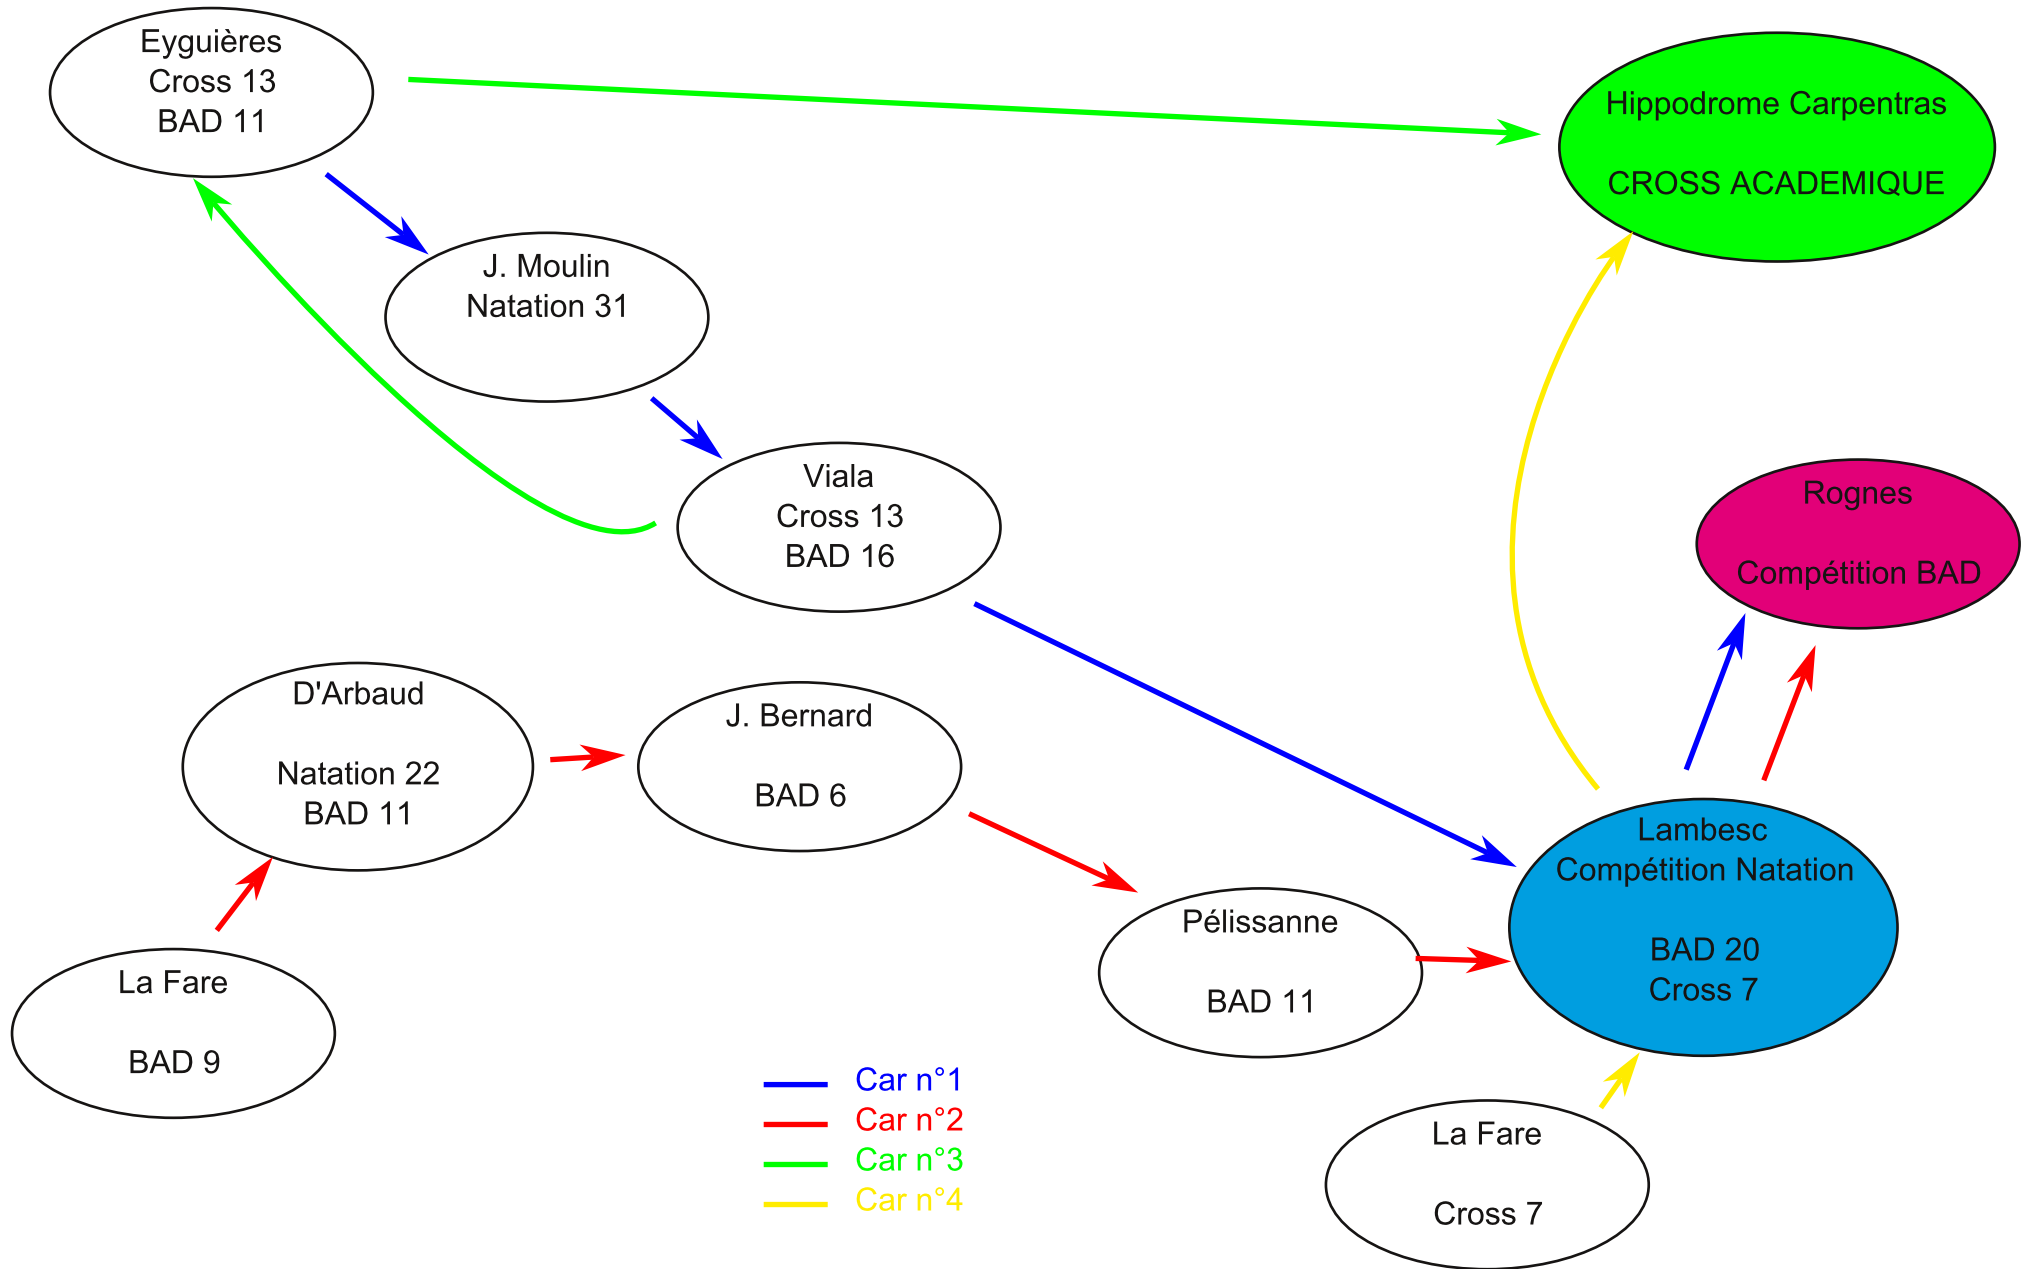 Eyguières
Cross 13
BAD 11
Hippodrome Carpentras
CROSS ACADEMIQUE
J. Moulin
Natation 31
Viala
Cross 13
BAD 16
Rognes
Compétition BAD
D'Arbaud
Natation 22
BAD 11
J. Bernard
BAD 6
Lambesc
Compétition Natation
BAD 20
Cross 7
Pélissanne
BAD 11
La Fare
BAD 9
Car n°1
Car n°2
Car n°3
Car n°4
La Fare
Cross 7